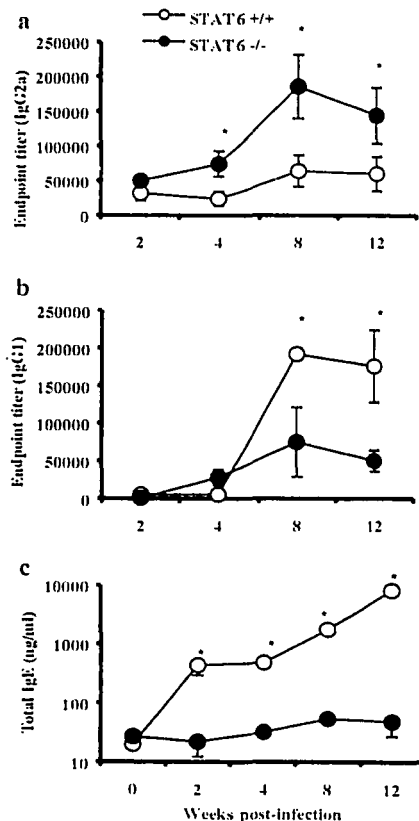 STAT6 +/+
STAT6 -/-
a
Endpoint titer (IgG2a)
250000
200000
150000
100000
50000
0
*
*
*
2 4 8 12
b
Endpoint titer (IgG1)
250000
200000
150000
100000
50000
0
*
*
2 4 8 12
c
Total IgE (ng/ml)
10000
1000
100
10
*
*
*
*
0 2 4 8 12
Weeks post-infection